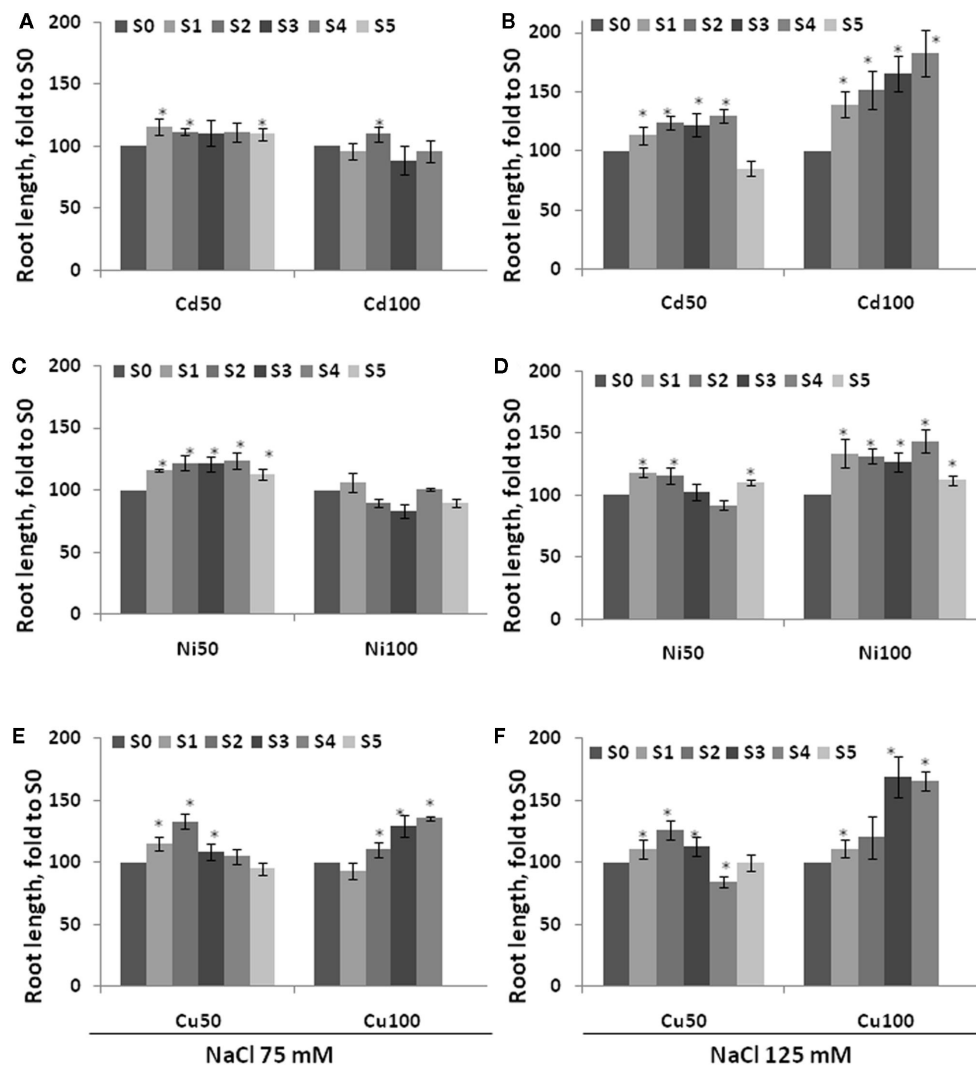 A
S0 S1 S2 S3 S4 S5
Root length, fold to S0
200
150
100
50
0
* * *
*
Cd50 Cd100
B
S0 S1 S2 S3 S4 S5
Root length, fold to S0
200
150
100
50
0
* * * *
* * * *
Cd50 Cd100
C
S0 S1 S2 S3 S4 S5
Root length, fold to S0
200
150
100
50
0
* * * * *
Ni50 Ni100
D
S0 S1 S2 S3 S4 S5
Root length, fold to S0
200
150
100
50
0
* * *
* * * * *
Ni50 Ni100
E
S0 S1 S2 S3 S4 S5
Root length, fold to S0
200
150
100
50
0
* * *
* * *
Cu50 Cu100
NaCl 75 mM
F
S0 S1 S2 S3 S4 S5
Root length, fold to S0
200
150
100
50
0
* * * *
* * *
Cu50 Cu100
NaCl 125 mM